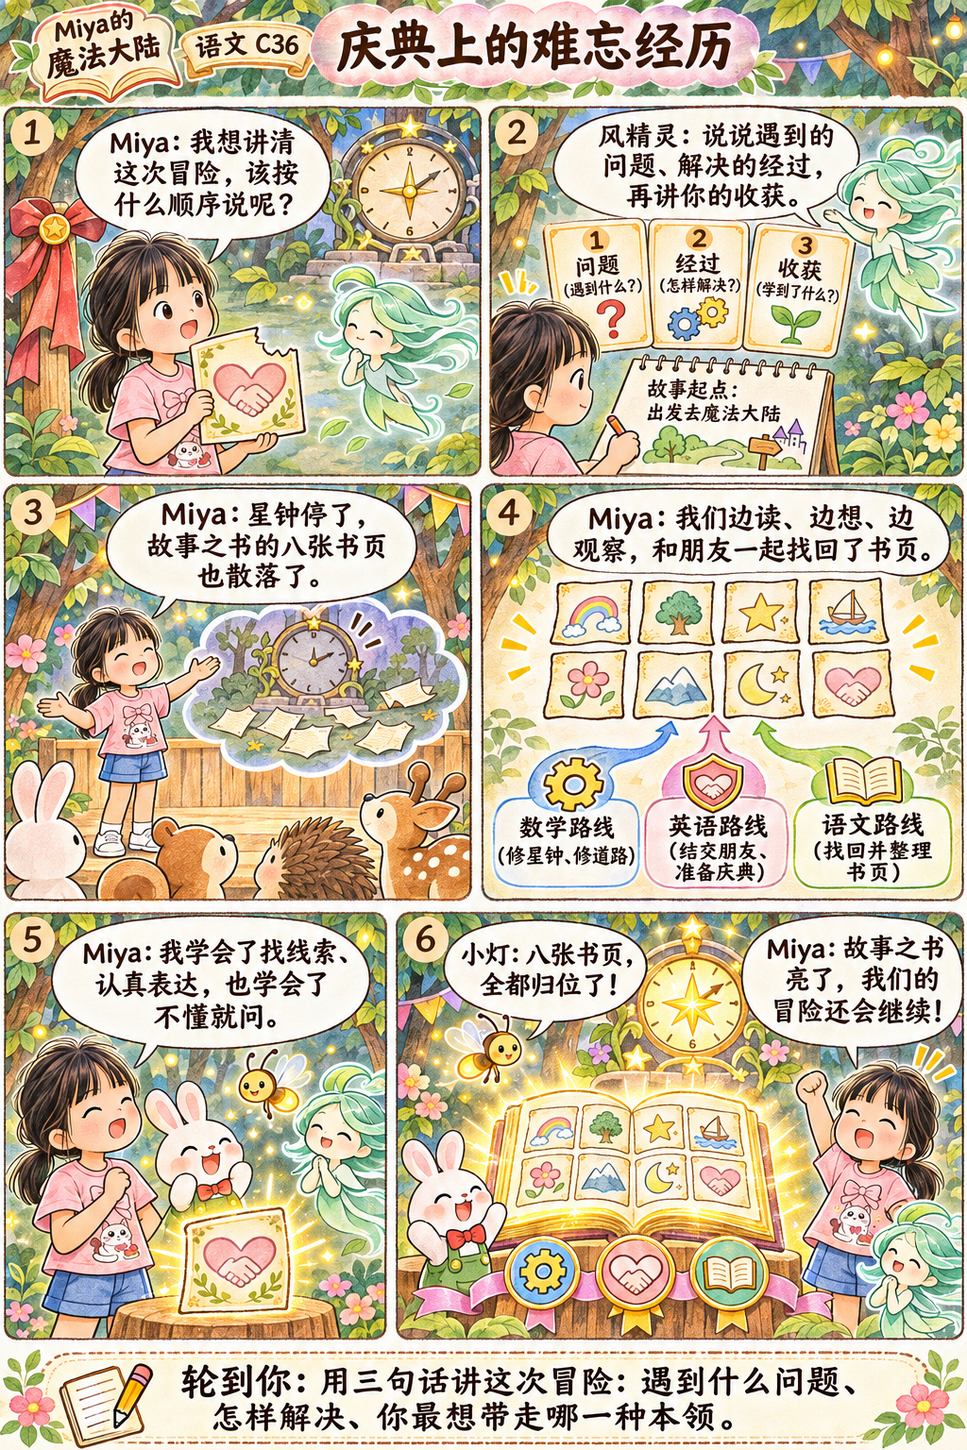 Miya的
魔法大陆
语文 C36
庆典上的难忘经历
1
Miya：我想讲清
这次冒险，该按
什么顺序说呢？
2
风精灵：说说遇到的
问题、解决的经过，
再讲你的收获。
1
问题
(遇到什么？)
?
2
经过
(怎样解决？)
3
收获
(学到了什么？)
故事起点：
出发去魔法大陆
3
Miya：星钟停了，
故事之书的八张书页
也散落了。
4
Miya：我们边读、边想、边
观察，和朋友一起找回了书页。
数学路线
(修星钟、修道路)
英语路线
(结交朋友、
准备庆典)
语文路线
(找回并整理
书页)
5
Miya：我学会了找线索、
认真表达，也学会了
不懂就问。
6
小灯：八张书页，
全都归位了！
Miya：故事之书
亮了，我们的
冒险还会继续！
轮到你：用三句话讲这次冒险：遇到什么问题、
怎样解决、你最想带走哪一种本领。